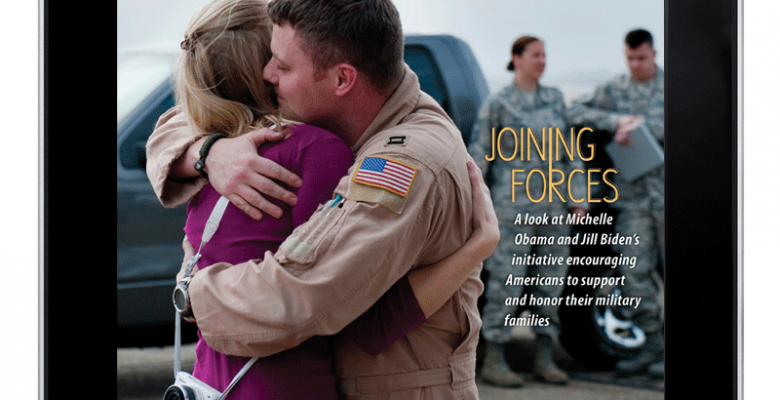 JOINING
FORCES
A look at Michelle
Obama and Jill Biden's
initiative encouraging
Americans to support
and honor their military
families